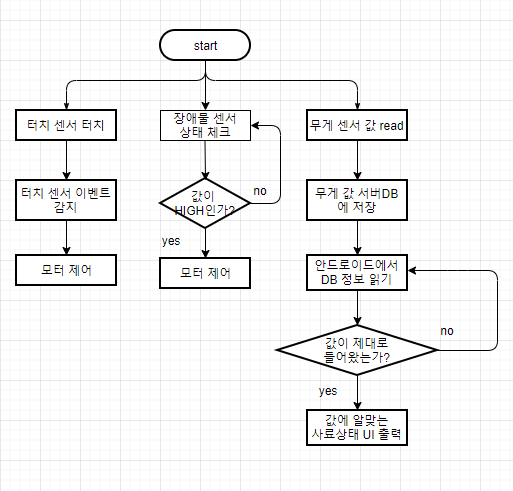 start
터치 센서 터치
터치 센서 이벤트
감지
모터 제어
장애물 센서
상태 체크
값이
HIGH인가?
no
yes
모터 제어
무게 센서 값 read
무게 값 서버DB
에 저장
안드로이드에서
DB 정보 읽기
값이 제대로
들어왔는가?
no
yes
값에 알맞는
사료상태 UI 출력